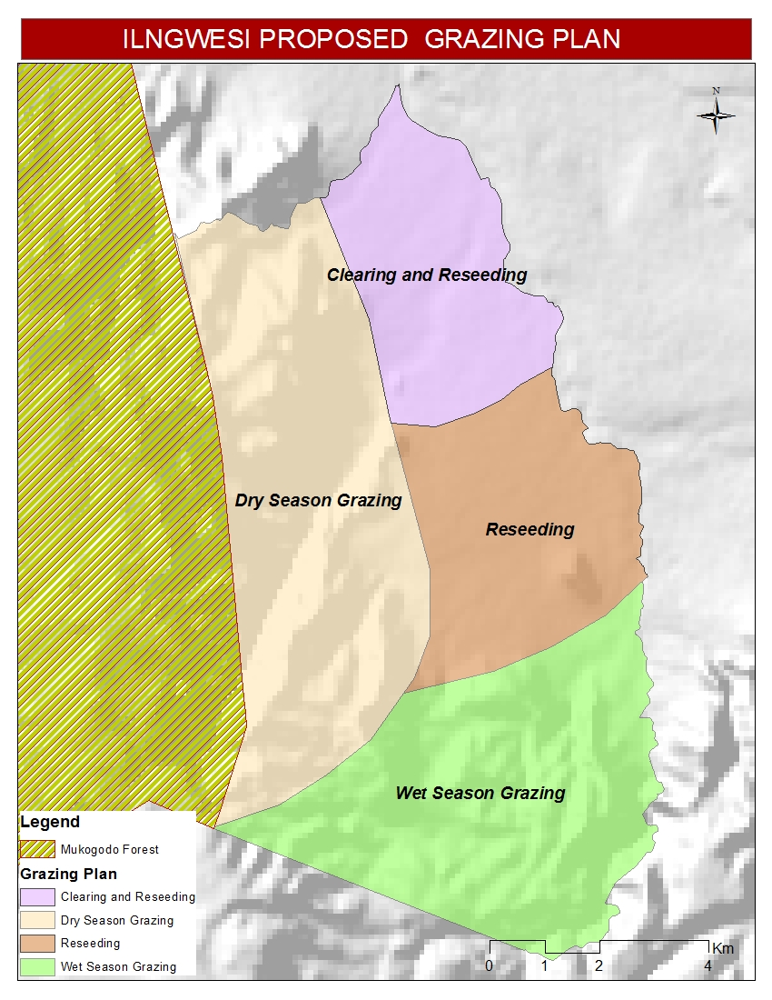 ILNGWESI PROPOSED GRAZING PLAN
N
Clearing and Reseeding
Dry Season Grazing
Reseeding
Wet Season Grazing
Legend
Mukogodo Forest
Grazing Plan
Clearing and Reseeding
Dry Season Grazing
Reseeding
Wet Season Grazing
Km
0 1 2 4